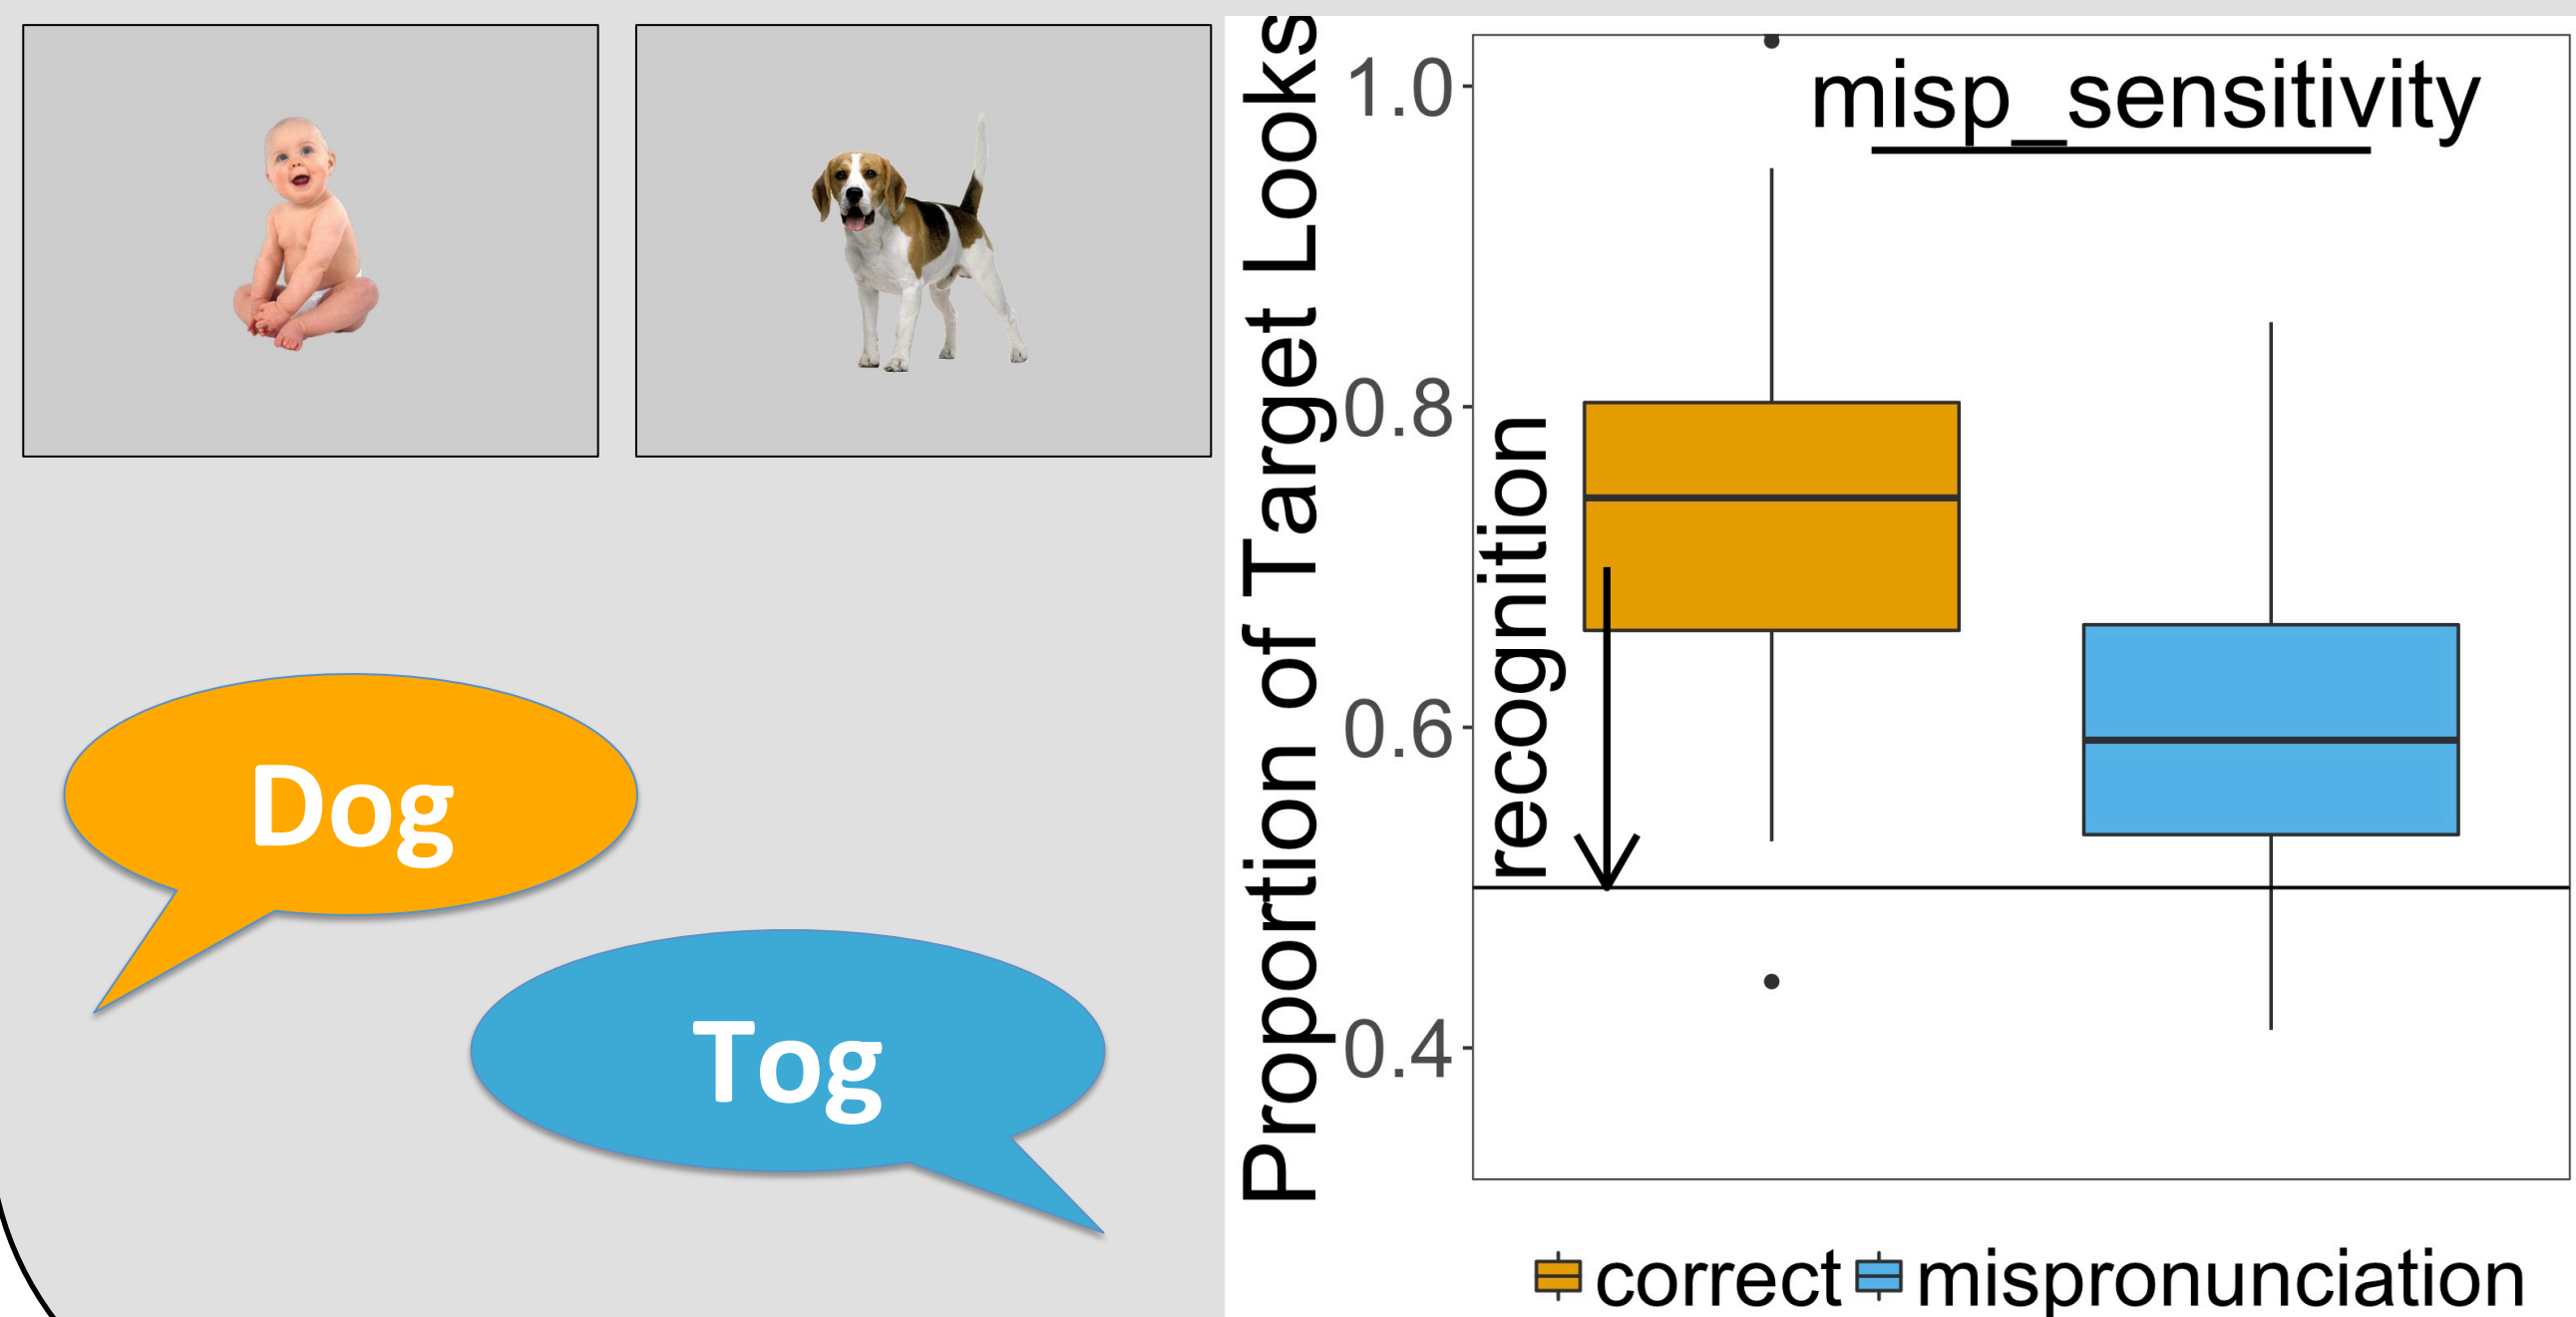 Dog
Tog
Proportion of Target Looks
1.0
0.8
0.6
0.4
misp_sensitivity
recognition
correct
mispronunciation